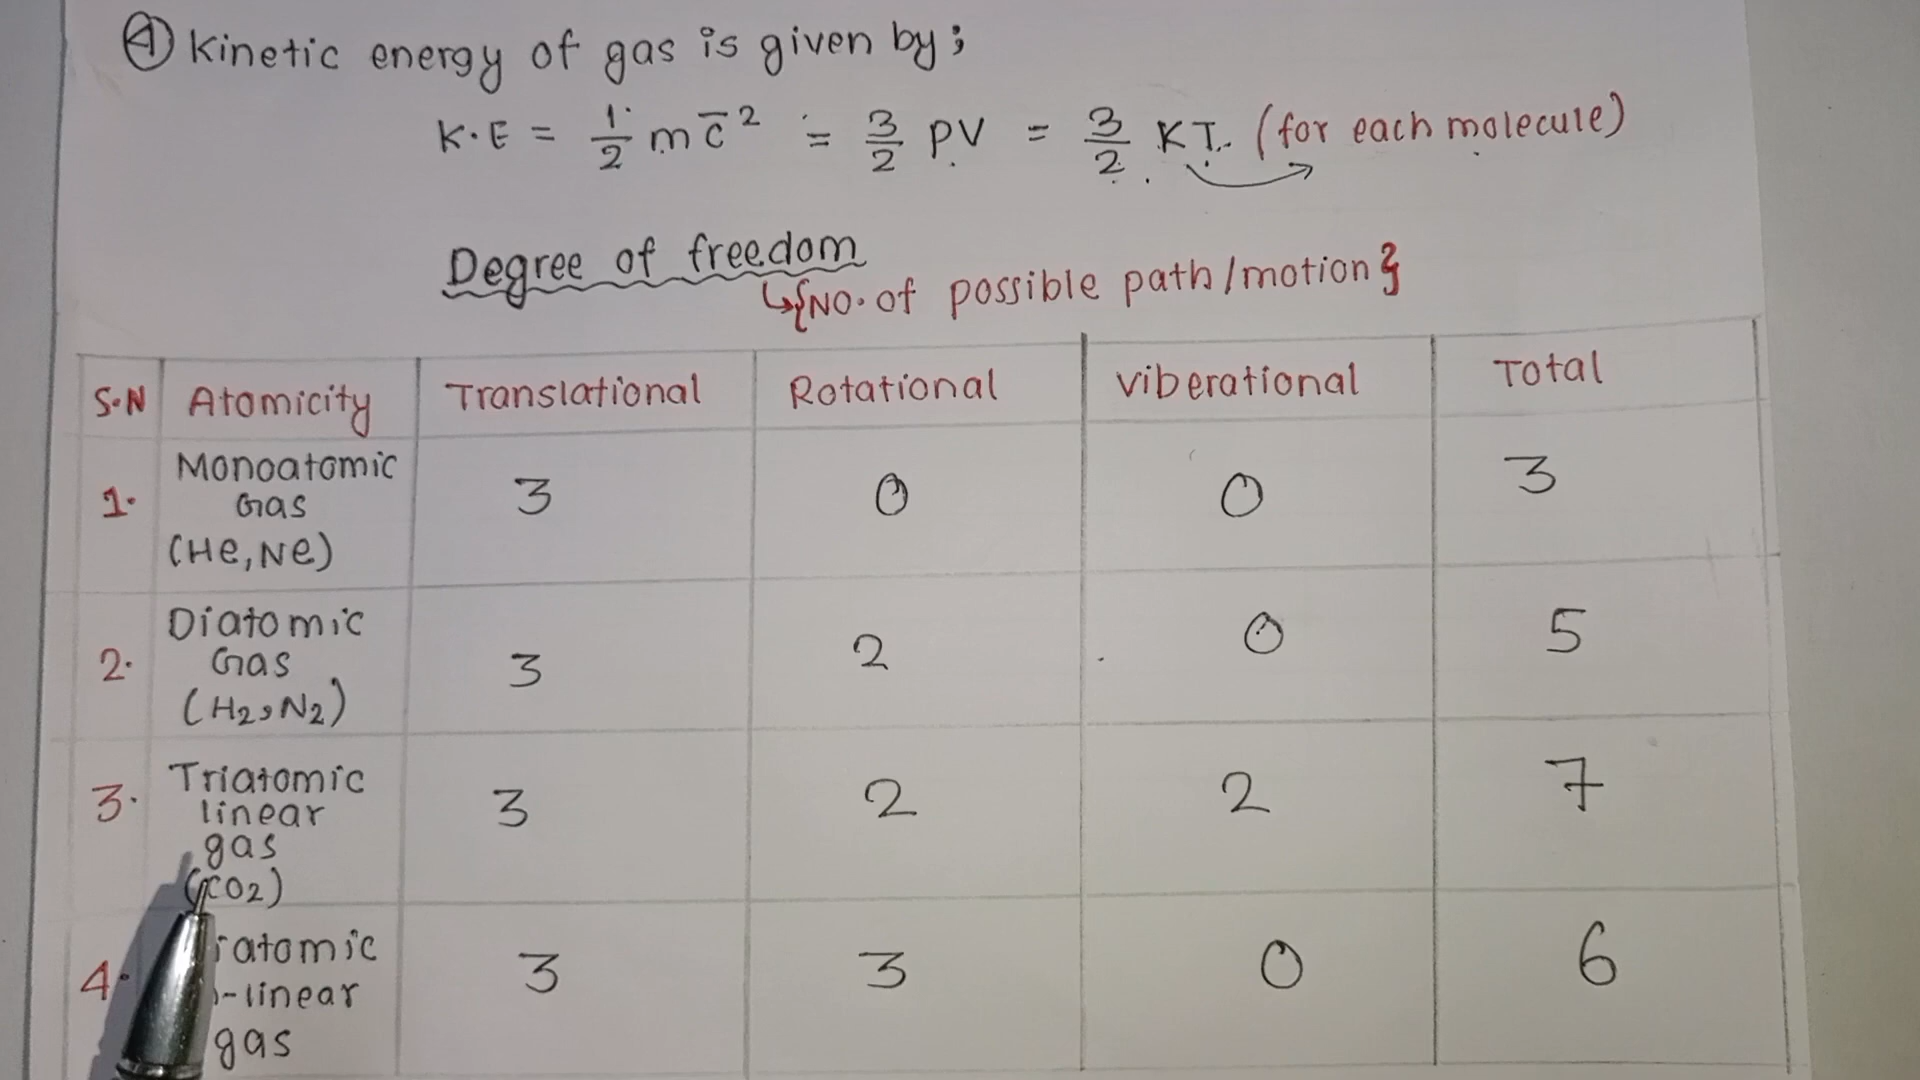 ④ Kinetic energy of gas is given by;
K.E = 1/2 m c̅² = 3/2 PV = 3/2 KT. (for each molecule)
Degree of freedom
↳{No. of possible path/motion}
S.N Atomicity Translational Rotational Viberational Total
1. Monoatomic Gas (He, Ne) 3 0 0 3
2. Diatomic Gas (H2, N2) 3 2 0 5
3. Triatomic linear gas (CO2) 3 2 2 7
4. ratomic -linear gas 3 3 0 6